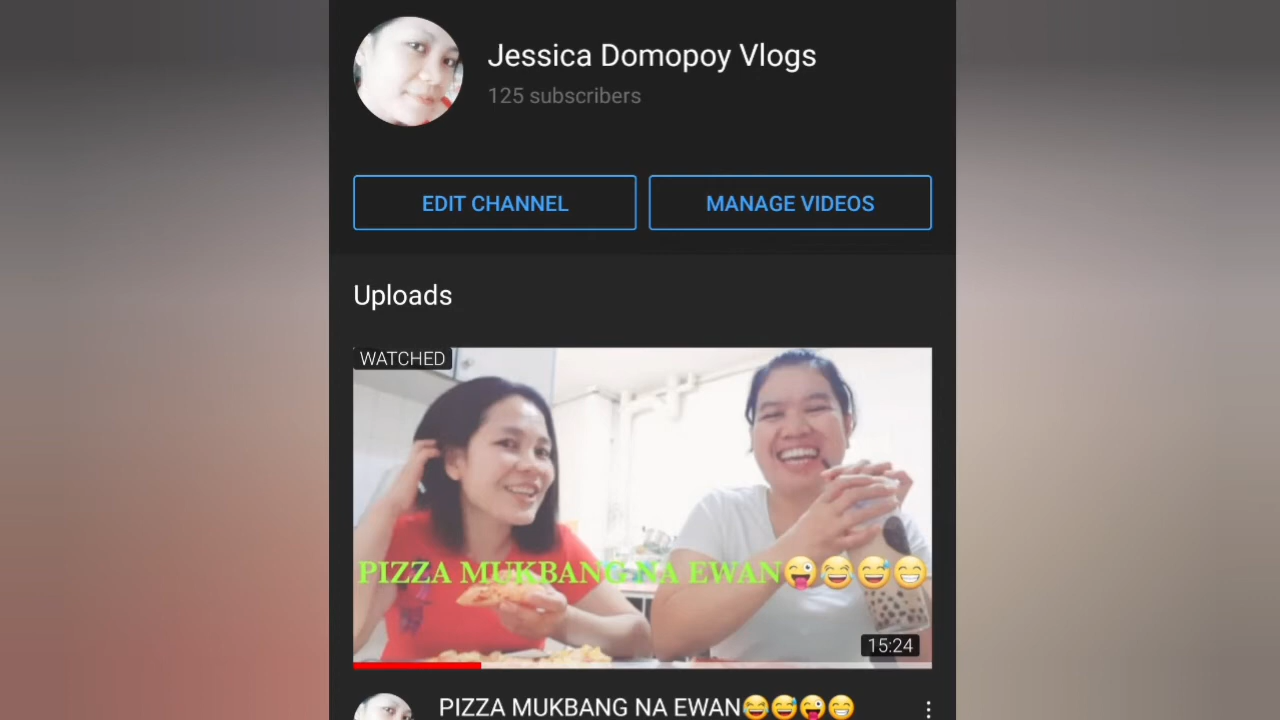 Jessica Domopoy Vlogs
125 subscribers
EDIT CHANNEL
MANAGE VIDEOS
Uploads
WATCHED
PIZZA MUKBANG NA EWAN😜😂😅😁
15:24
PIZZA MUKBANG NA EWAN😂😅😜😁